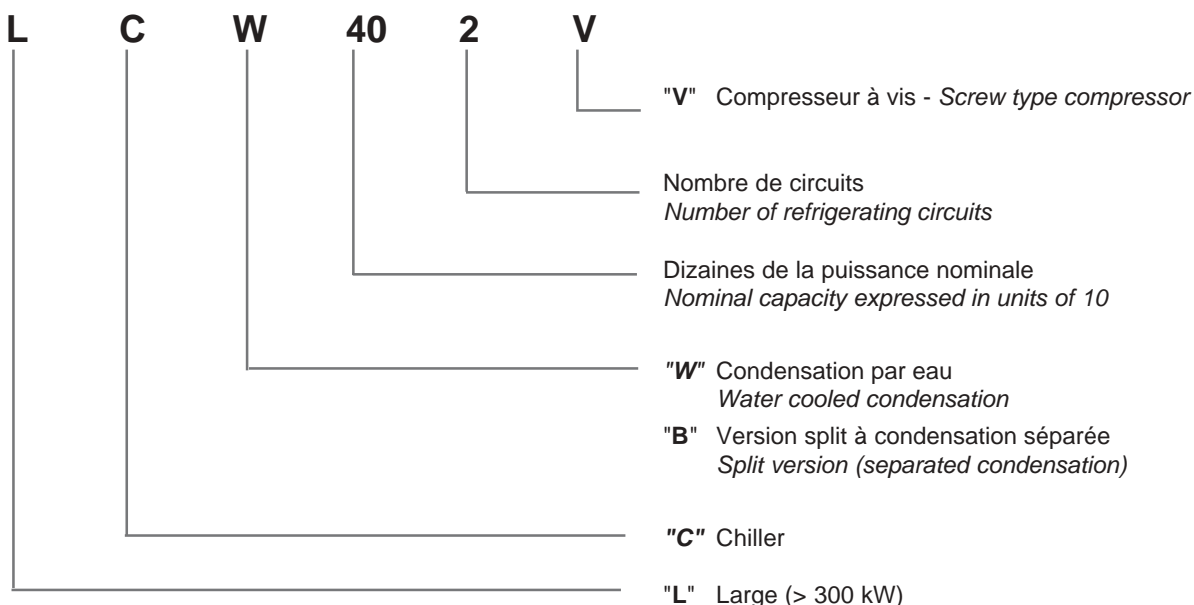 L C W 40 2 V
"V" Compresseur à vis - Screw type compressor
Nombre de circuits
Number of refrigerating circuits
Dizaines de la puissance nominale
Nominal capacity expressed in units of 10
"W" Condensation par eau
Water cooled condensation
"B" Version split à condensation séparée
Split version (separated condensation)
"C" Chiller
"L" Large (> 300 kW)